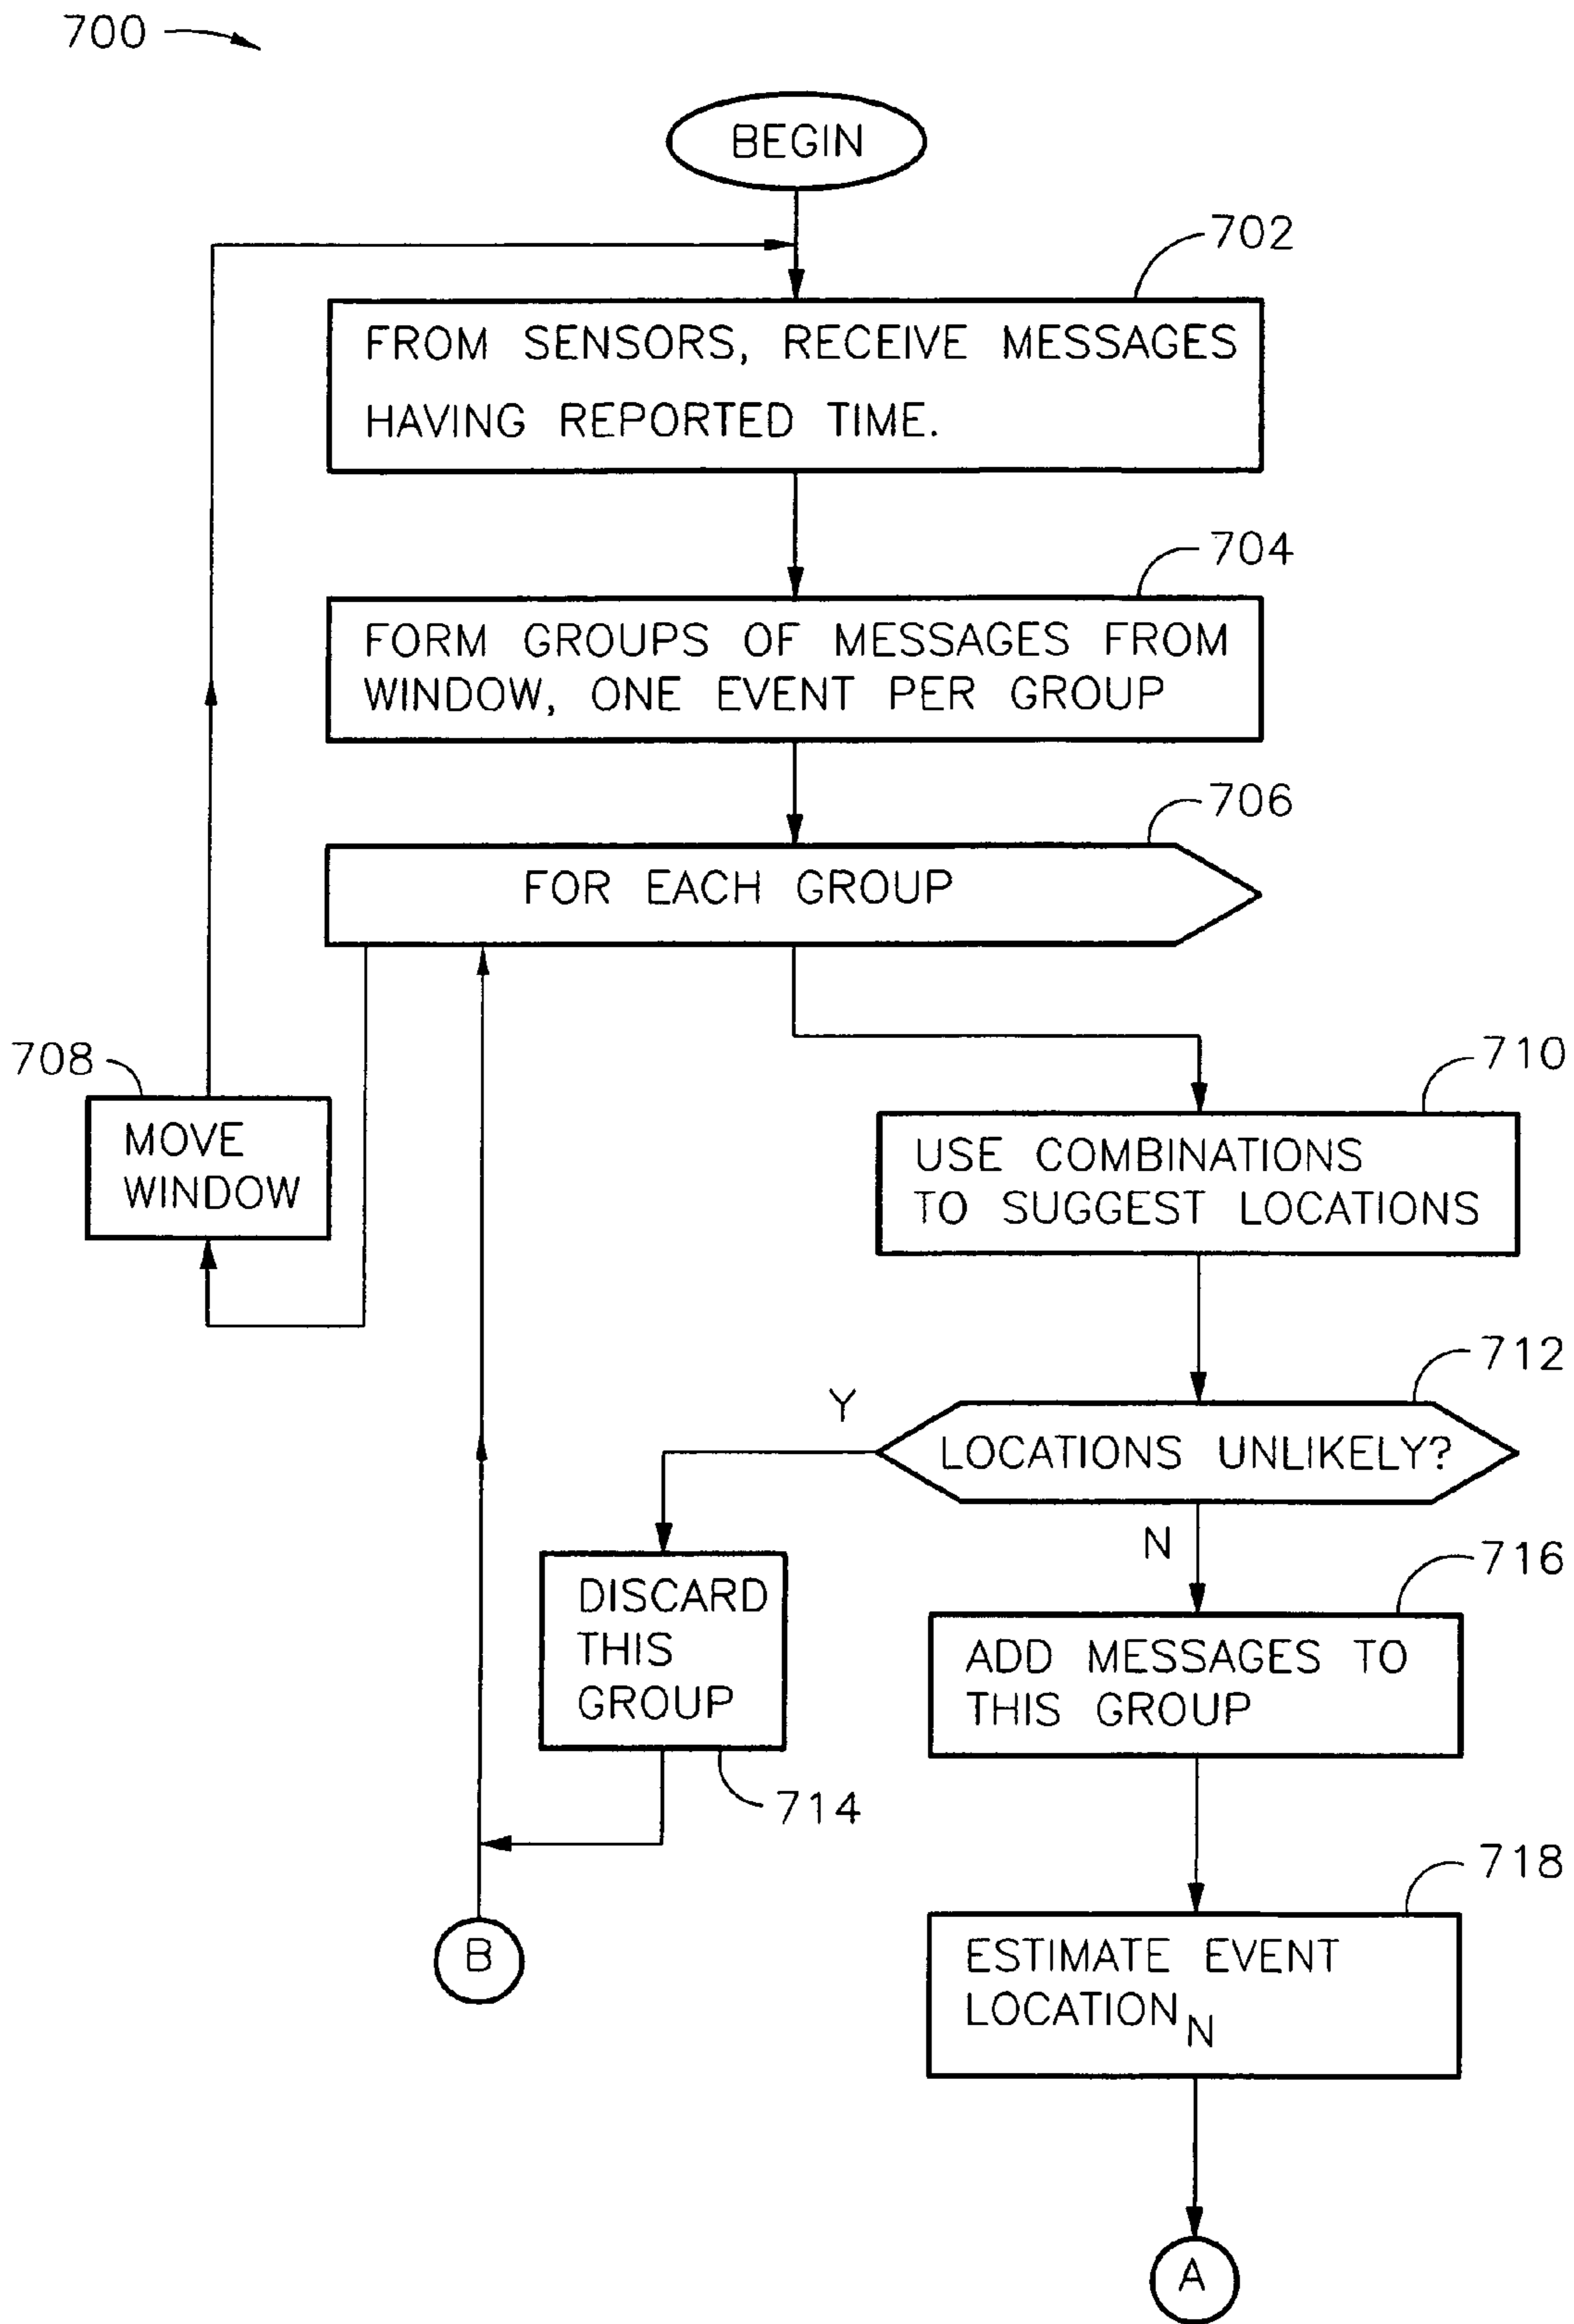 700
BEGIN
702
FROM SENSORS, RECEIVE MESSAGES
HAVING REPORTED TIME.
704
FORM GROUPS OF MESSAGES FROM
WINDOW, ONE EVENT PER GROUP
706
FOR EACH GROUP
708
MOVE
WINDOW
710
USE COMBINATIONS
TO SUGGEST LOCATIONS
712
Y
LOCATIONS UNLIKELY?
N
714
DISCARD
THIS
GROUP
716
ADD MESSAGES TO
THIS GROUP
718
B
ESTIMATE EVENT
LOCATION N
A